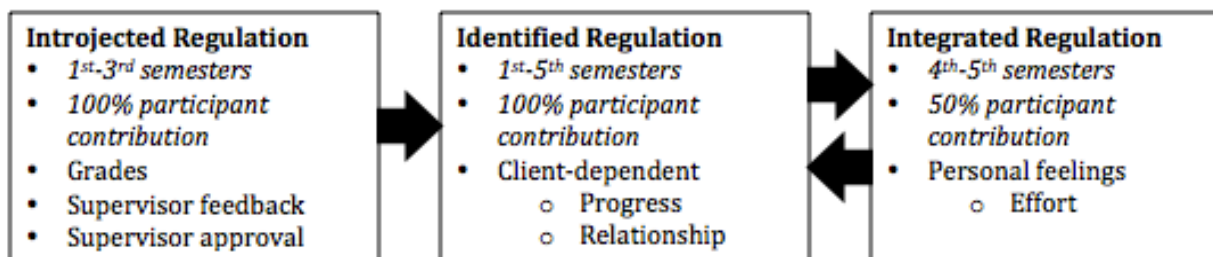 Introjected Regulation
• 1st-3rd semesters
• 100% participant
contribution
• Grades
• Supervisor feedback
• Supervisor approval
Identified Regulation
• 1st-5th semesters
• 100% participant
contribution
• Client-dependent
o Progress
o Relationship
Integrated Regulation
• 4th-5th semesters
• 50% participant
contribution
• Personal feelings
o Effort